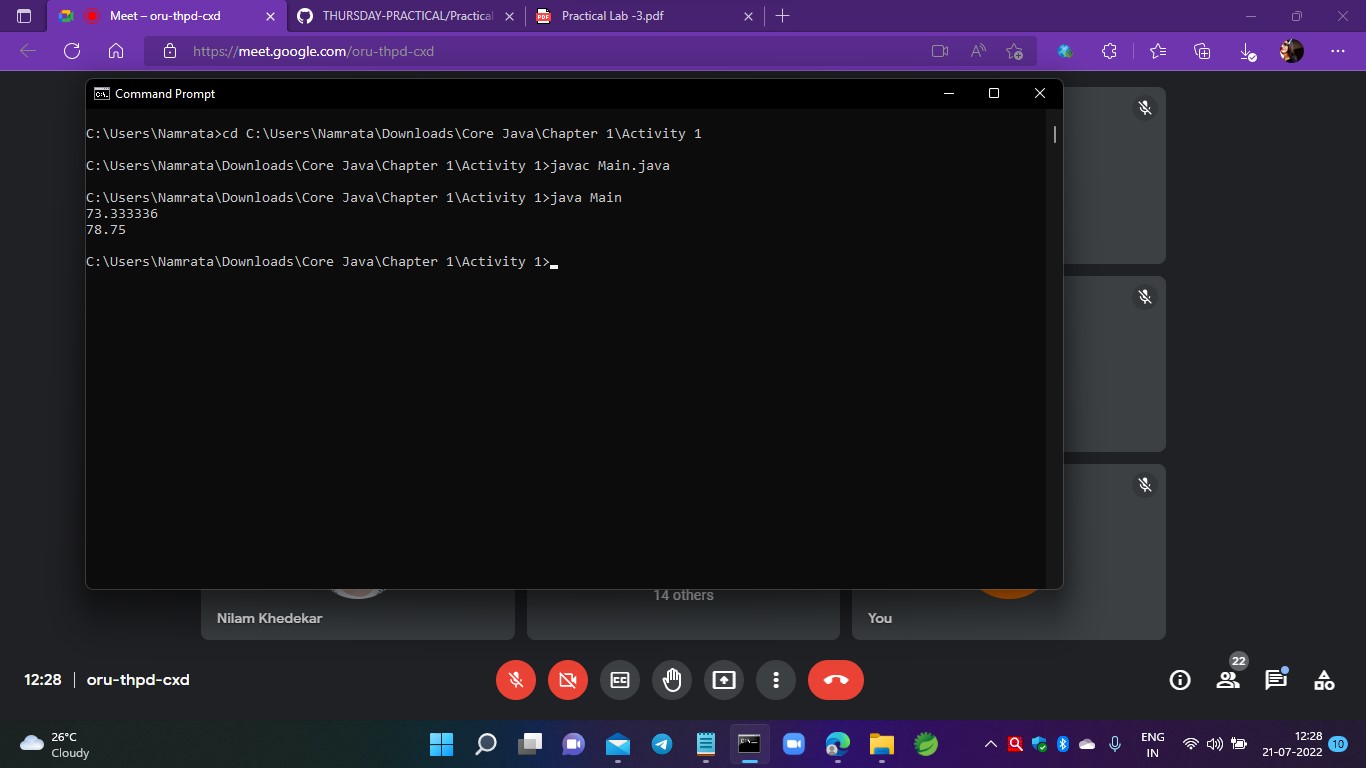 Meet – oru-thpd-cxd
THURSDAY-PRACTICAL/Practical
PDF
Practical Lab -3.pdf
https://meet.google.com/oru-thpd-cxd
Command Prompt
C:\Users\Namrata>cd C:\Users\Namrata\Downloads\Core Java\Chapter 1\Activity 1
C:\Users\Namrata\Downloads\Core Java\Chapter 1\Activity 1>javac Main.java
C:\Users\Namrata\Downloads\Core Java\Chapter 1\Activity 1>java Main
73.333336
78.75
C:\Users\Namrata\Downloads\Core Java\Chapter 1\Activity 1>
14 others
Nilam Khedekar
You
12:28 | oru-thpd-cxd
CC
22
26°C
Cloudy
ENG
IN
12:28
21-07-2022
10